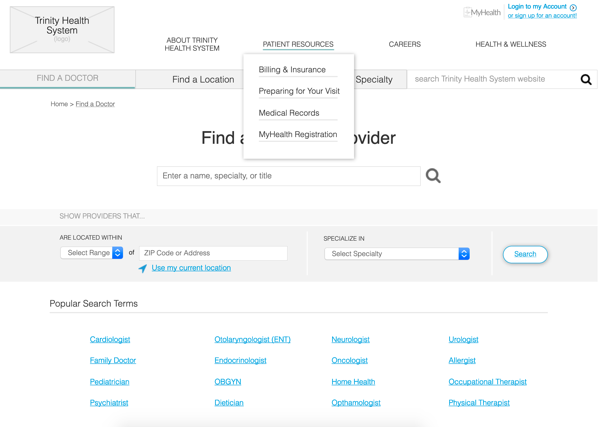 Trinity Health
System
(logo)
MyHealth
Login to my Account
or sign up for an account!
ABOUT TRINITY
HEALTH SYSTEM
PATIENT RESOURCES
CAREERS
HEALTH & WELLNESS
Billing & Insurance
Preparing for Your Visit
Medical Records
MyHealth Registration
FIND A DOCTOR
Find a Location
Specialty
search Trinity Health System website
Home > Find a Doctor
Find a
vider
Enter a name, specialty, or title
SHOW PROVIDERS THAT...
ARE LOCATED WITHIN
Select Range
of
ZIP Code or Address
Use my current location
SPECIALIZE IN
Select Specialty
Search
Popular Search Terms
Cardiologist
Otolaryngologist (ENT)
Neurologist
Urologist
Family Doctor
Endocrinologist
Oncologist
Allergist
Pediatrician
OBGYN
Home Health
Occupational Therapist
Psychiatrist
Dietician
Opthamologist
Physical Therapist